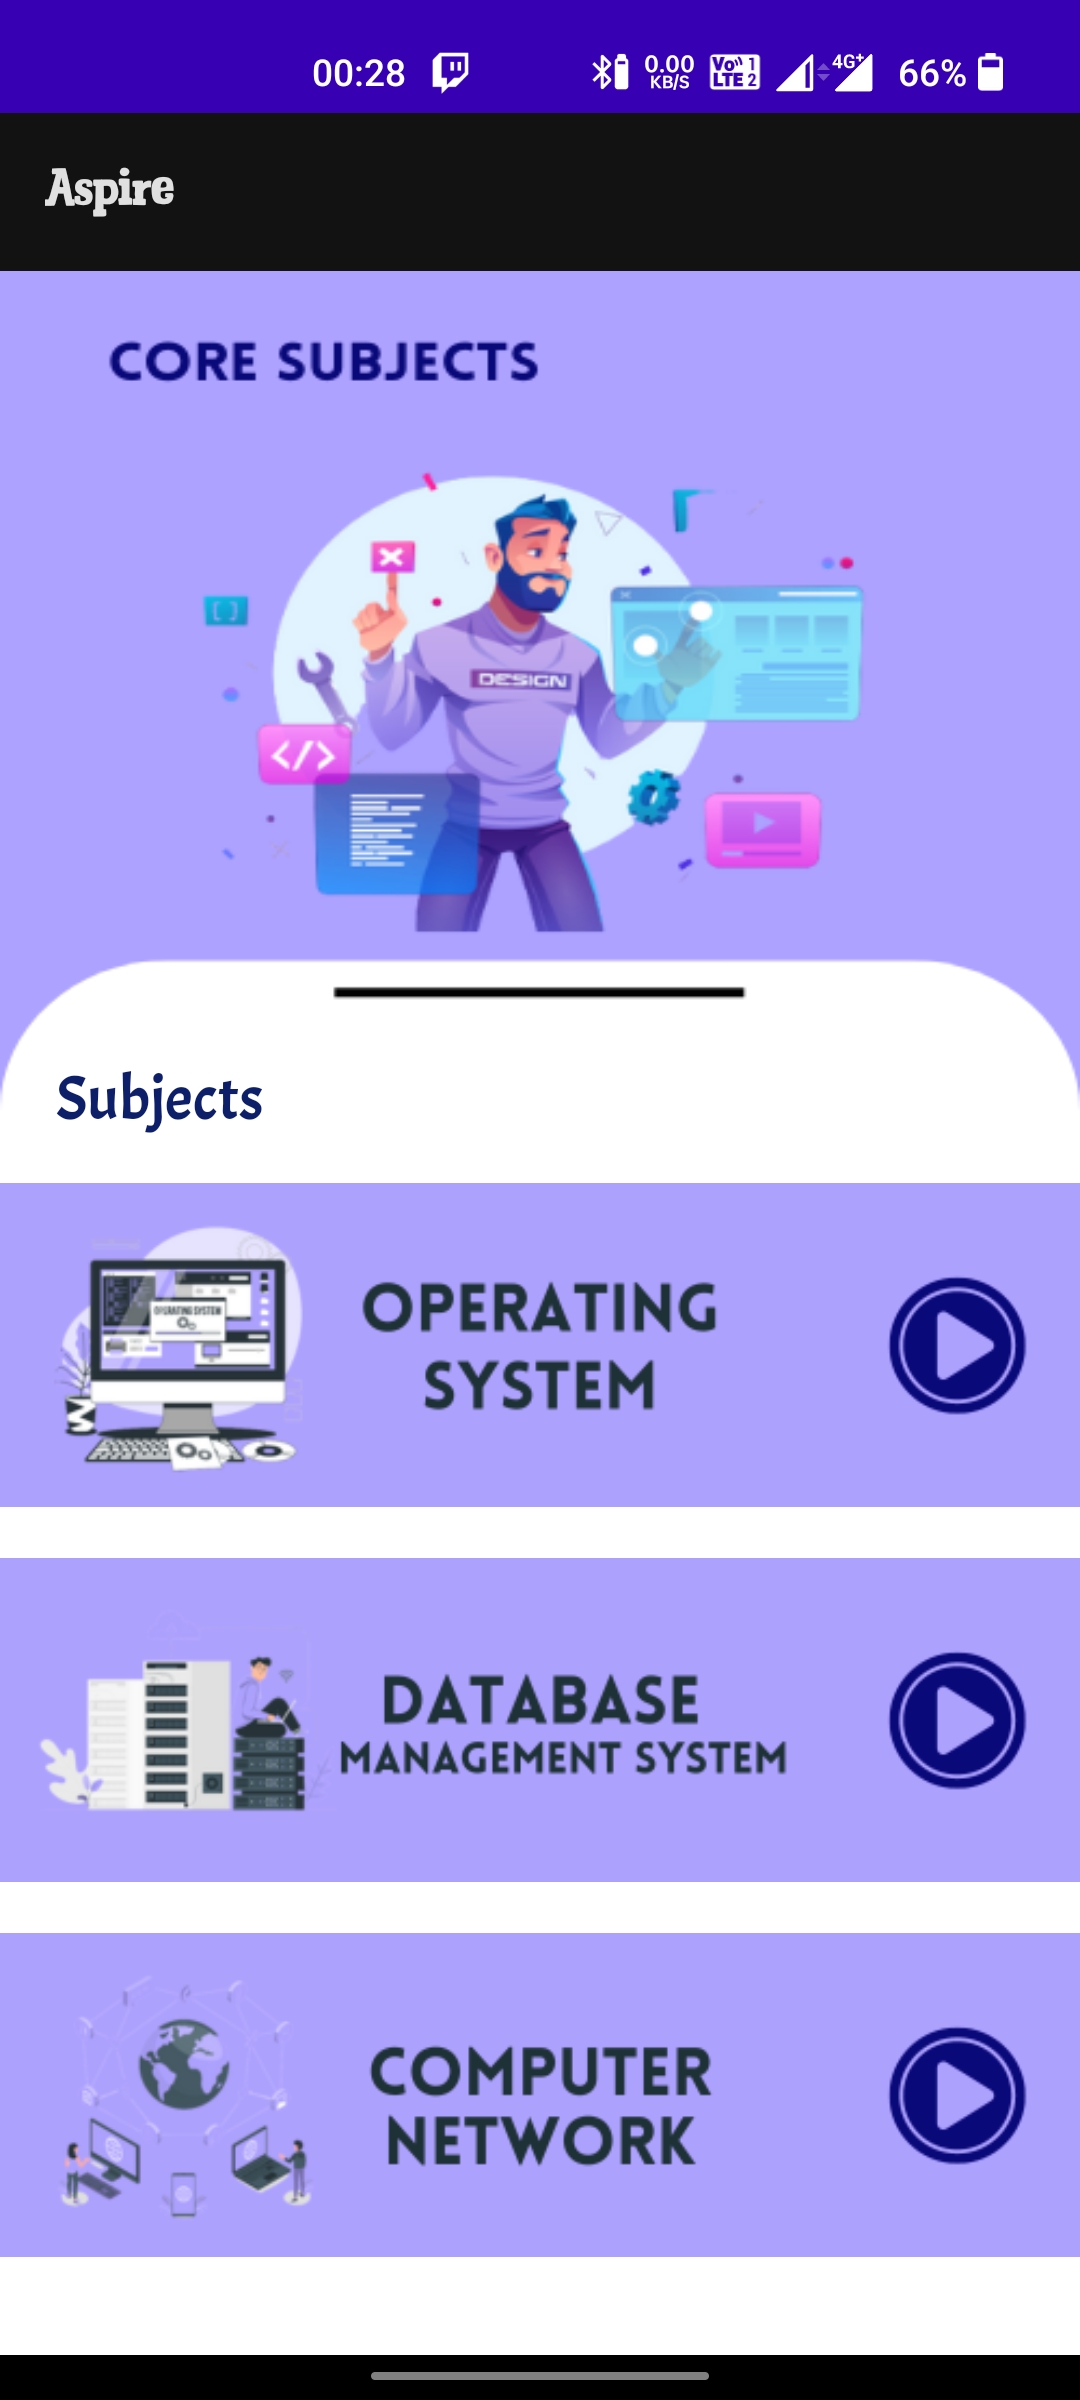 00:28
0.00
KB/S
Vo 1
LTE 2
4G+
66%
Aspire
CORE SUBJECTS
DESIGN
</>
Subjects
OPERATING SYSTEM
OPERATING
SYSTEM
DATABASE
MANAGEMENT SYSTEM
COMPUTER
NETWORK